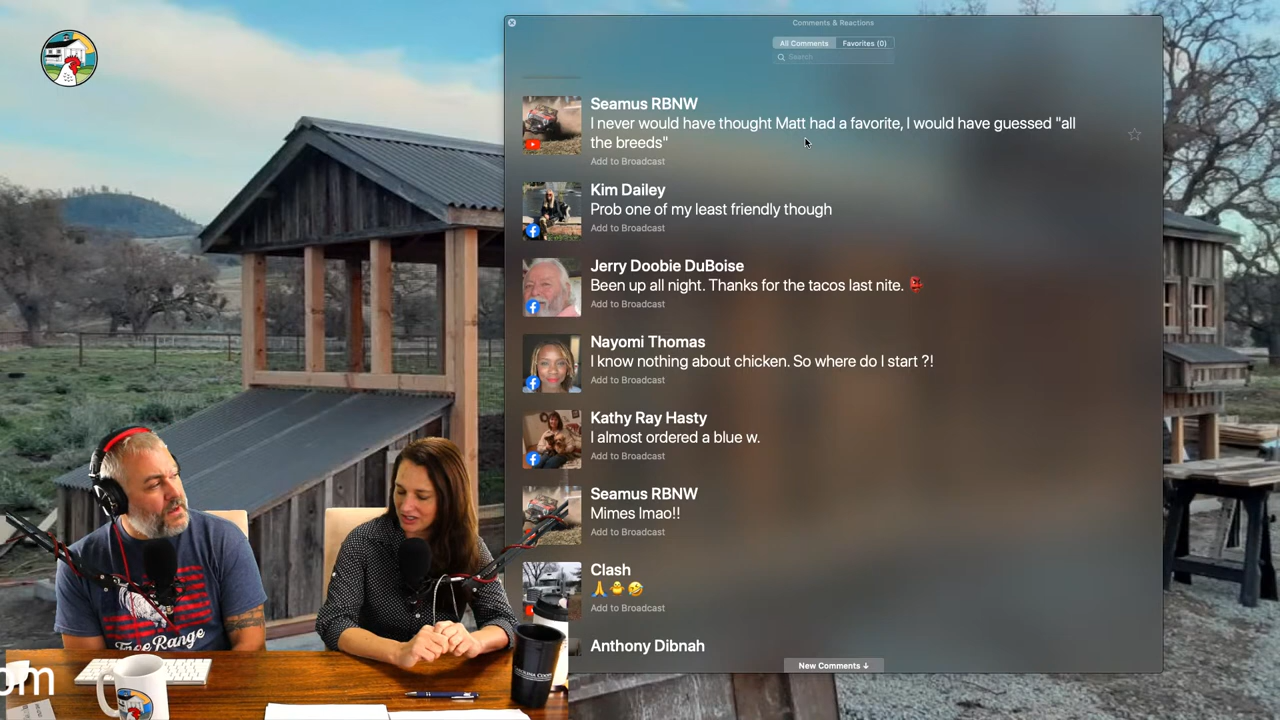 Comments & Reactions
All Comments
Favorites (0)
Search
Seamus RBNW
I never would have thought Matt had a favorite, I would have guessed "all
the breeds"
Add to Broadcast
Kim Dailey
Prob one of my least friendly though
Add to Broadcast
Jerry Doobie DuBoise
Been up all night. Thanks for the tacos last nite. 👺
Add to Broadcast
Nayomi Thomas
I know nothing about chicken. So where do I start ?!
Add to Broadcast
Kathy Ray Hasty
I almost ordered a blue w.
Add to Broadcast
Seamus RBNW
Mimes lmao!!
Add to Broadcast
Clash
🙏🐥🤣
Add to Broadcast
Anthony Dibnah
New Comments ↓
Free Range
CAROLINA COOPS
om